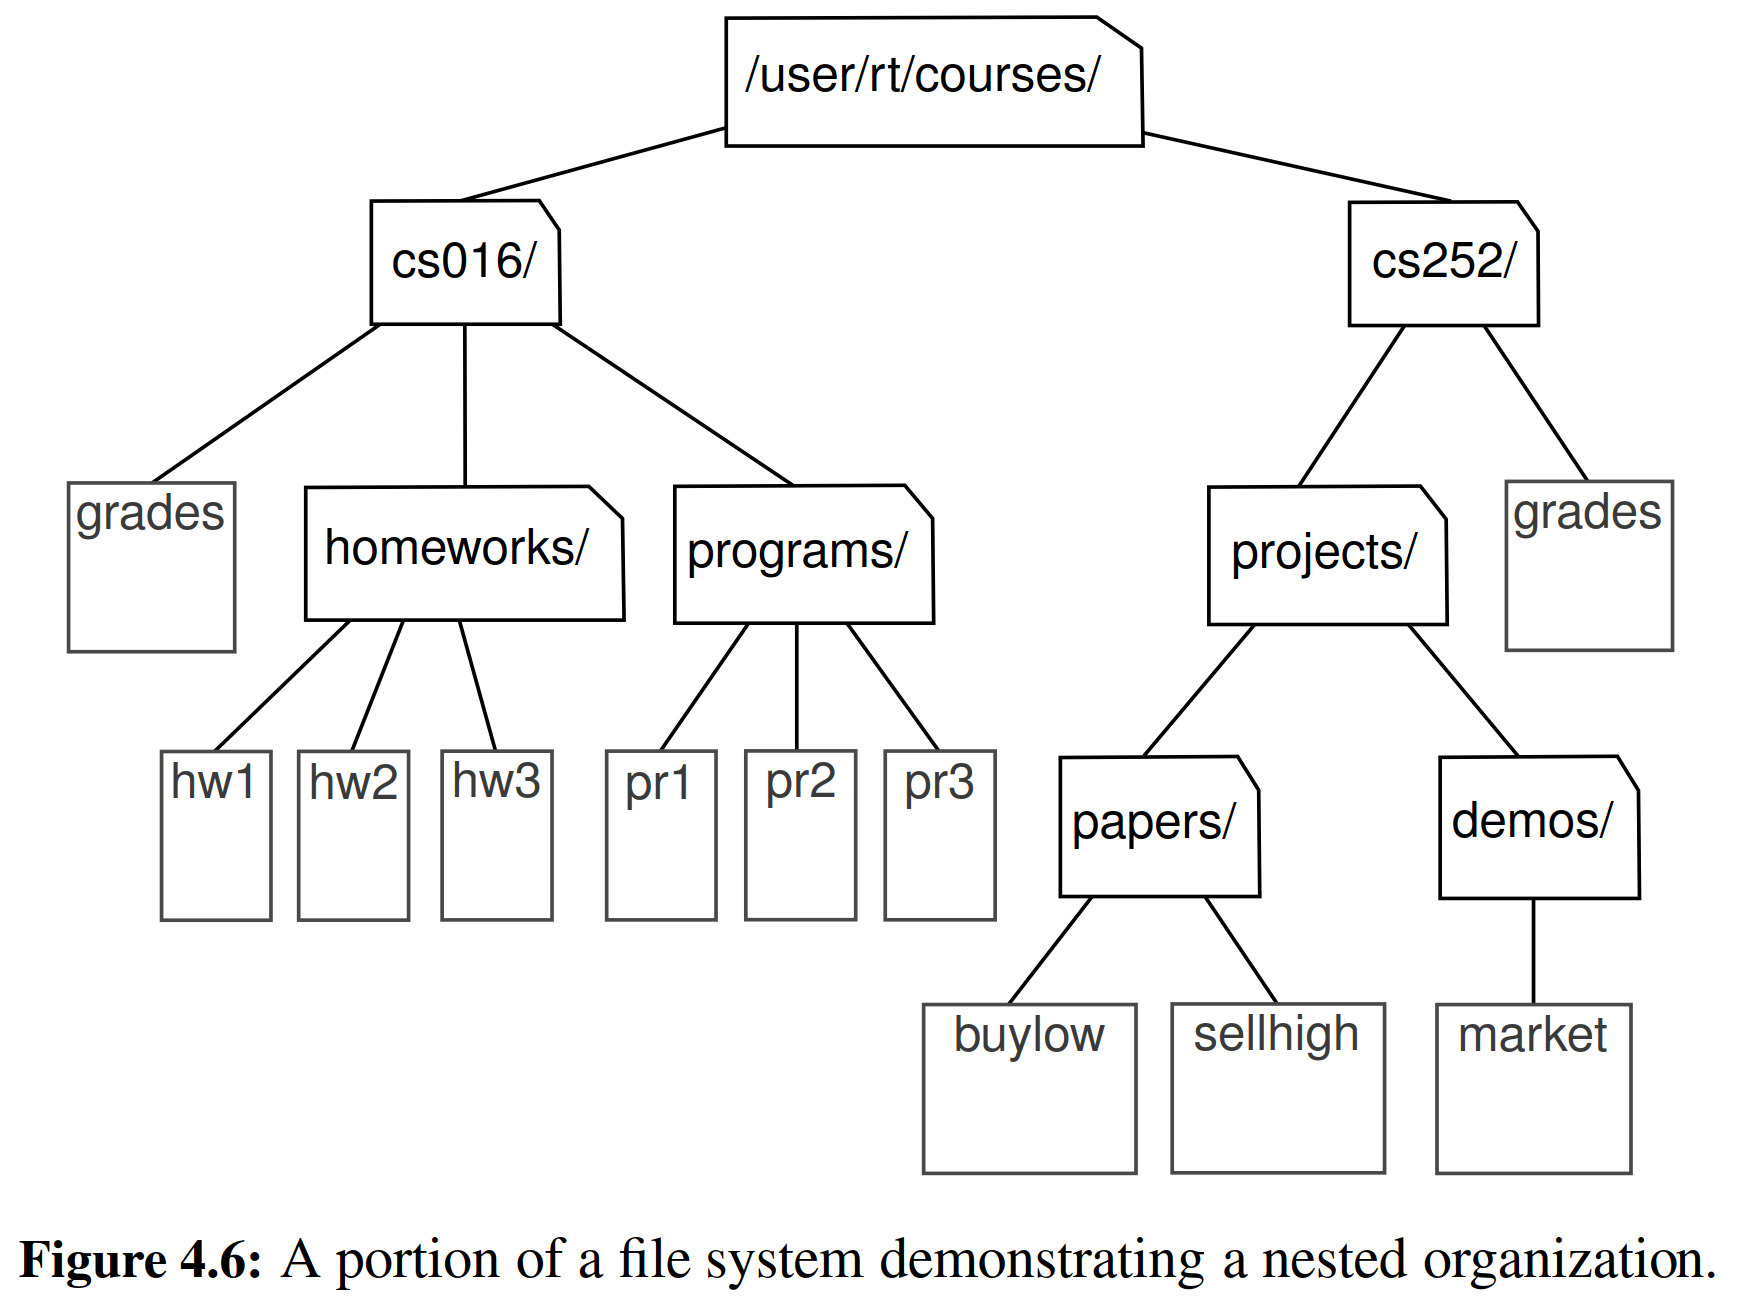 /user/rt/courses/
cs016/
cs252/
grades
homeworks/
programs/
projects/
grades
hw1
hw2
hw3
pr1
pr2
pr3
papers/
demos/
buylow
sellhigh
market
Figure 4.6: A portion of a file system demonstrating a nested organization.